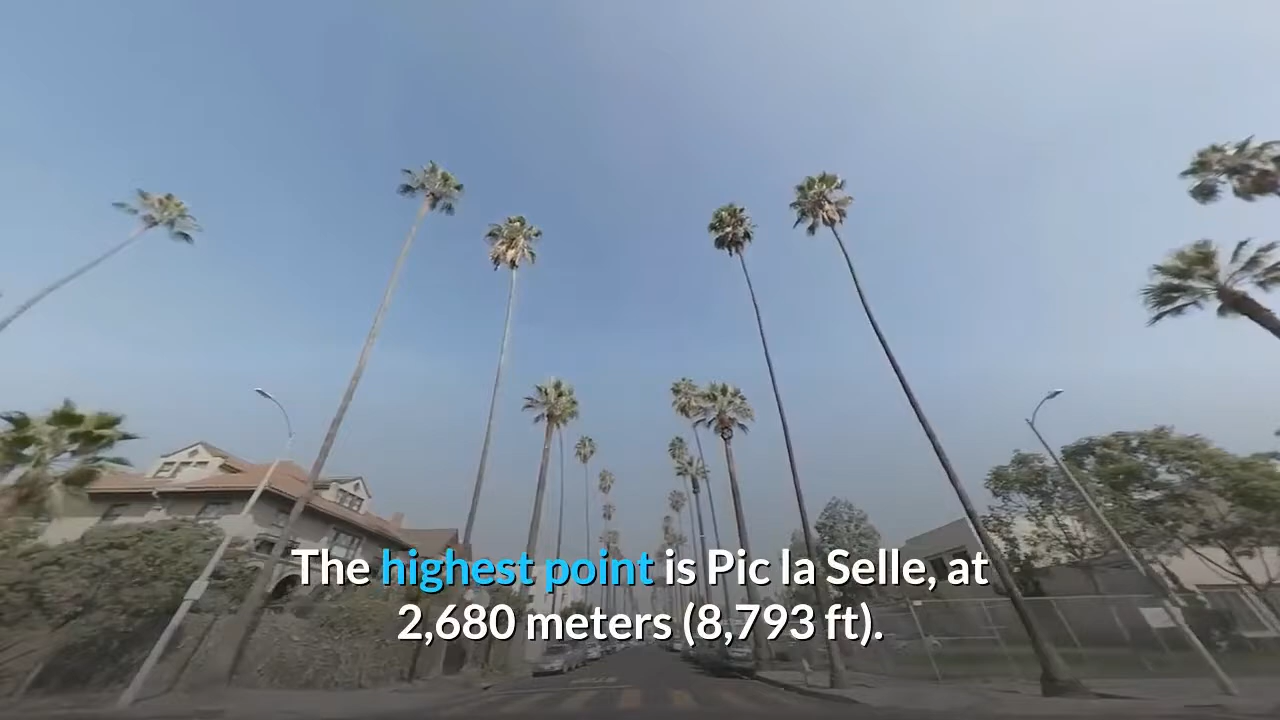 The highest point is Pic la Selle, at
2,680 meters (8,793 ft).